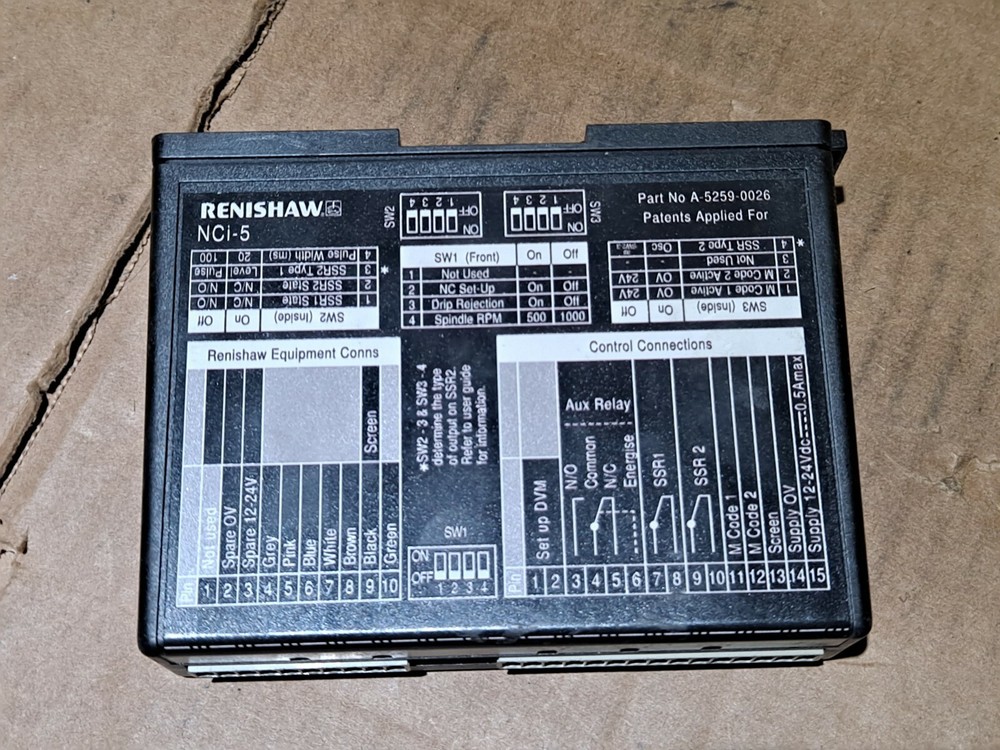 RENISHAW
NCi-5
Part No A-5259-0026
Patents Applied For
SW2
1 2 3 4
OFF
ON
SW3
1 2 3 4
OFF
ON
SW2 (Inside) On Off
1 SSR1 State N/C N/O
2 SSR2 State N/C N/O
3 SSR2 Type 1 Level Pulse *
4 Pulse Width (ms) 20 100
SW1 (Front) On Off
1 Not Used - -
2 NC Set-Up On Off
3 Drip Rejection On Off
4 Spindle RPM 500 1000
SW3 (Inside) On Off
1 M Code 1 Active 0V 24V
2 M Code 2 Active 0V 24V
3 Not Used - -
4 SSR Type 2 Osc *
Renishaw Equipment Conns
Pin
1 Not used
2 Spare OV
3 Spare 12-24V
4 Grey
5 Pink
6 Blue
7 White
8 Brown
9 Black Screen
10 Green
*SW2 - 3 & SW3 - 4
determine the type
of output on SSR2.
Refer to user guide
for information.
SW1
ON
OFF
1 2 3 4
Control Connections
Pin
1 2 Set up DVM
Aux Relay
3 N/O
4 Common
5 N/C
6 Energise
7 8 SSR1
9 10 SSR 2
11 M Code 1
12 M Code 2
13 Screen
14 Supply OV
15 Supply 12-24Vdc 0.5Amax